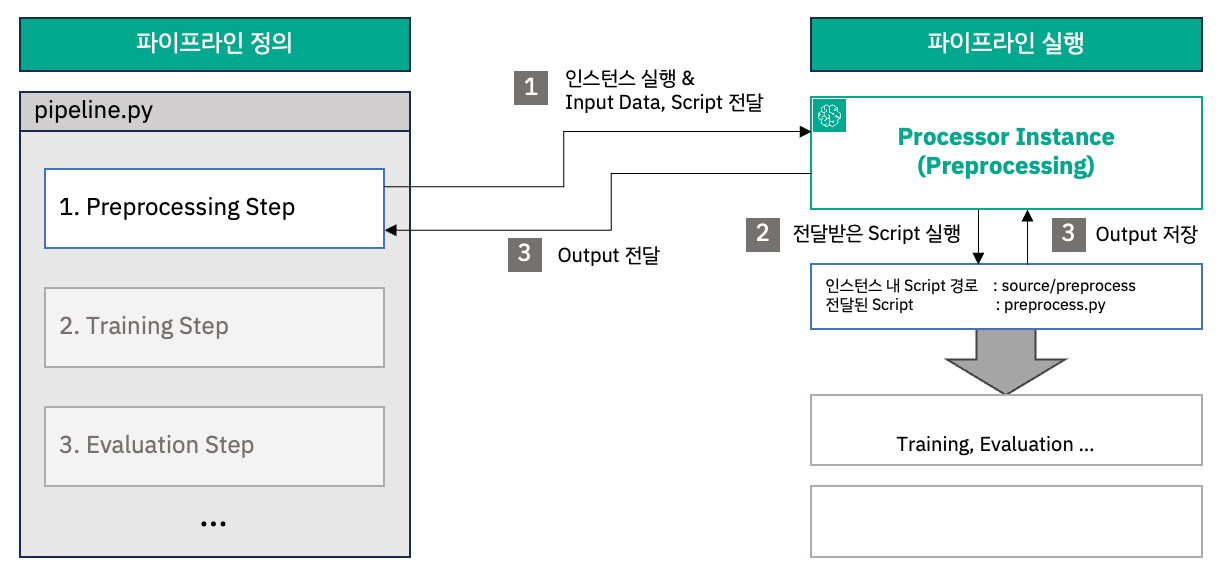 파이프라인 정의
파이프라인 실행
pipeline.py
1. Preprocessing Step
2. Training Step
3. Evaluation Step
...
1
인스턴스 실행 &
Input Data, Script 전달
3
Output 전달
Processor Instance
(Preprocessing)
2
전달받은 Script 실행
3
Output 저장
인스턴스 내 Script 경로 : source/preprocess
전달된 Script : preprocess.py
Training, Evaluation ...